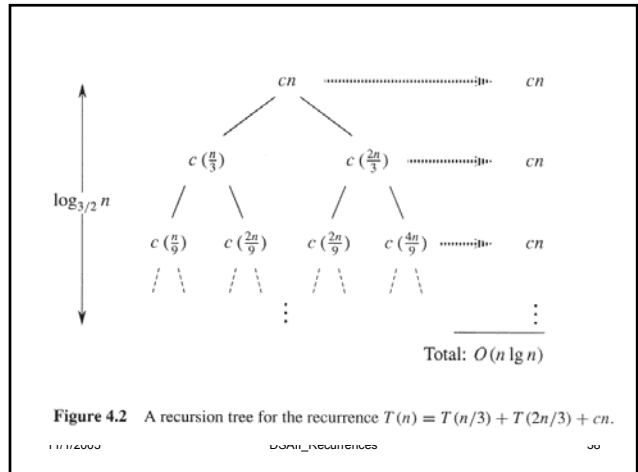 cn cn
c(n/3) c(2n/3) cn
log_{3/2} n
c(n/9) c(2n/9) c(2n/9) c(4n/9) cn
⋮ ⋮
Total: O(n lg n)
Figure 4.2 A recursion tree for the recurrence T(n) = T(n/3) + T(2n/3) + cn.